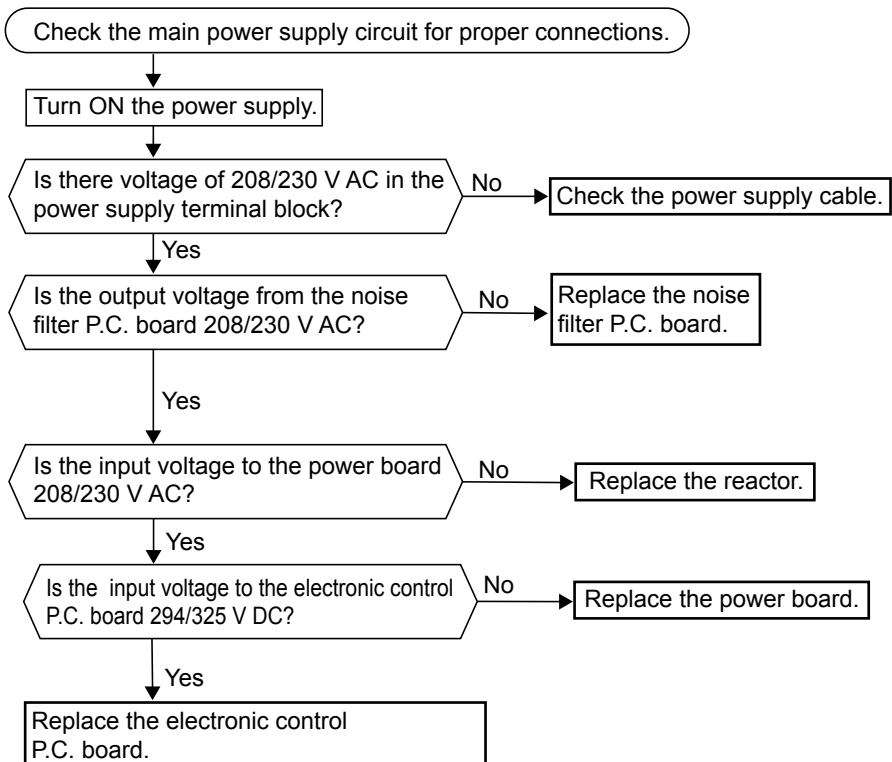 Check the main power supply circuit for proper connections.
Turn ON the power supply.
Is there voltage of 208/230 V AC in the
power supply terminal block?
No
Check the power supply cable.
Yes
Is the output voltage from the noise
filter P.C. board 208/230 V AC?
No
Replace the noise
filter P.C. board.
Yes
Is the input voltage to the power board
208/230 V AC?
No
Replace the reactor.
Yes
Is the input voltage to the electronic control
P.C. board 294/325 V DC?
No
Replace the power board.
Yes
Replace the electronic control
P.C. board.